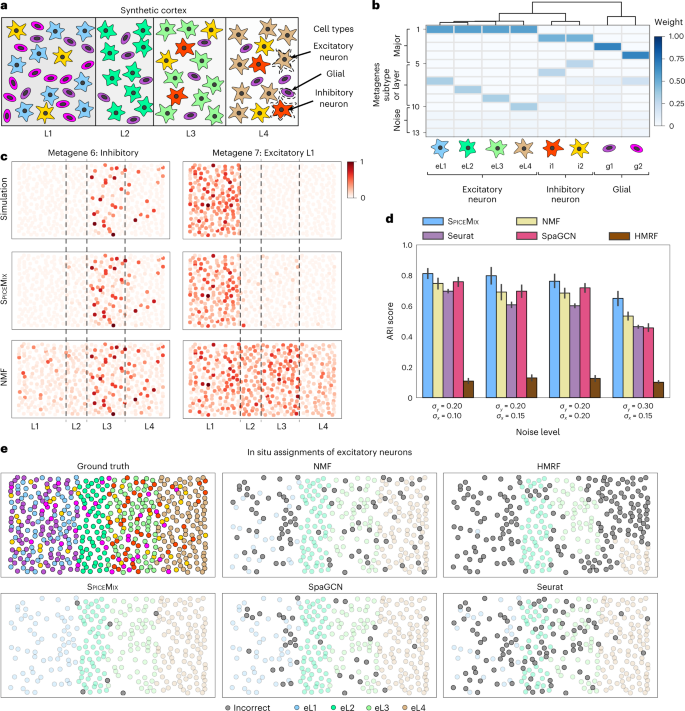 a
Synthetic cortex
Cell types
Excitatory
neuron
Glial
Inhibitory
neuron
L1 L2 L3 L4
b
Weight
1.00
0.75
0.50
0.25
0
Metagenes
subtype
or layer
Major
Noise
1
5
10
13
eL1 eL2 eL3 eL4 i1 i2 g1 g2
Excitatory
neuron
Inhibitory
neuron
Glial
c
Metagene 6: Inhibitory
Metagene 7: Excitatory L1
1
0
Simulation
SPICEMIX
NMF
L1 L2 L3 L4 L1 L2 L3 L4
d
SPICEMIX NMF HMRF
Seurat SpaGCN
ARI score
1.0
0.8
0.6
0.4
0.2
0
σy = 0.20 σy = 0.20 σy = 0.20 σy = 0.30
σx = 0.10 σx = 0.15 σx = 0.20 σx = 0.15
Noise level
e
In situ assignments of excitatory neurons
Ground truth NMF HMRF
SPICEMIX SpaGCN Seurat
Incorrect eL1 eL2 eL3 eL4